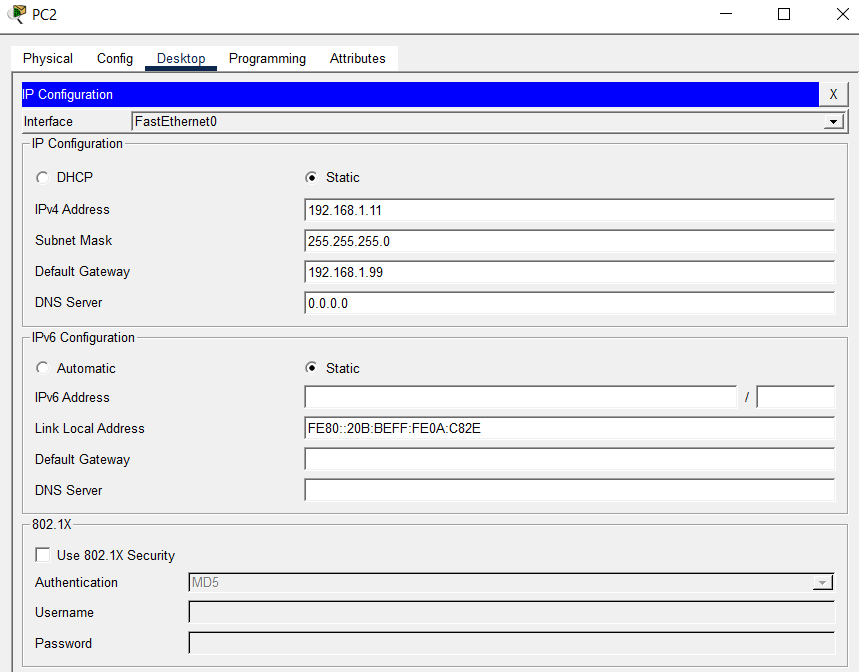 PC2
Physical Config Desktop Programming Attributes
IP Configuration X
Interface FastEthernet0
IP Configuration
DHCP Static
IPv4 Address 192.168.1.11
Subnet Mask 255.255.255.0
Default Gateway 192.168.1.99
DNS Server 0.0.0.0
IPv6 Configuration
Automatic Static
IPv6 Address /
Link Local Address FE80::20B:BEFF:FE0A:C82E
Default Gateway
DNS Server
802.1X
Use 802.1X Security
Authentication MD5
Username
Password